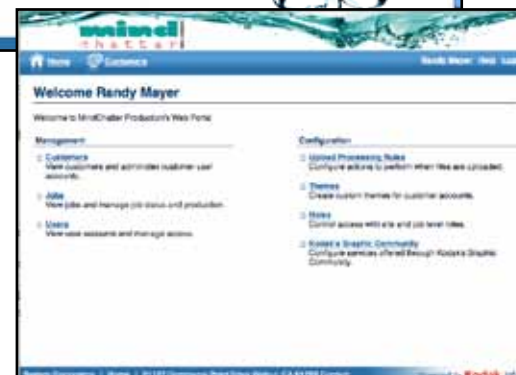 mind
chatter
Home Guidance
Randy Mayer Help
Welcome Randy Mayer
Welcome to MindChatter Production's Web Portal
Management
Customers
View customers and administer customer user
accounts.
Jobs
View jobs and manage job status and production.
Users
View user accounts and manage access.
Configuration
Upload Processing Rules
Configure actions to perform when files are uploaded.
Themes
Create custom themes for customer accounts.
Roles
Control access with site and job level roles.
Kodak's Graphic Community
Configure services offered through Kodak's Graphic
Community.
Home
Kodak